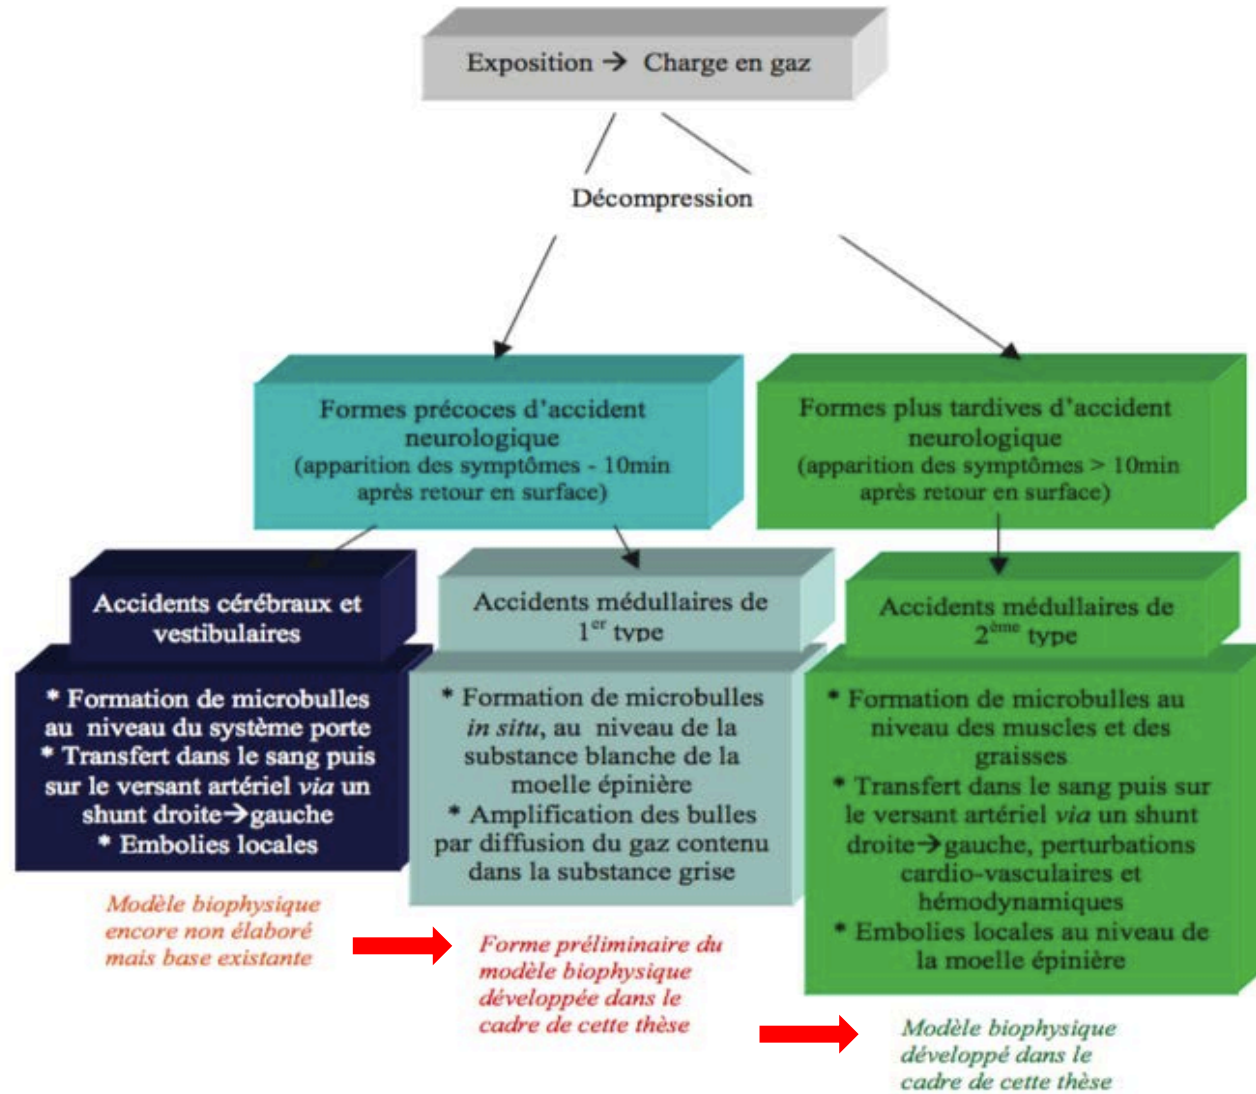 Exposition → Charge en gaz
Décompression
Formes précoces d’accident
neurologique
(apparition des symptômes - 10min
après retour en surface)
Formes plus tardives d’accident
neurologique
(apparition des symptômes > 10min
après retour en surface)
Accidents cérébraux et
vestibulaires
* Formation de microbulles
au niveau du système porte
* Transfert dans le sang puis
sur le versant artériel via un
shunt droite→gauche
* Embolies locales
Modèle biophysique
encore non élaboré
mais base existante
Accidents médullaires de
1er type
* Formation de microbulles
in situ, au niveau de la
substance blanche de la
moelle épinière
* Amplification des bulles
par diffusion du gaz contenu
dans la substance grise
Forme préliminaire du
modèle biophysique
développée dans le
cadre de cette thèse
Accidents médullaires de
2ème type
* Formation de microbulles au
niveau des muscles et des
graisses
* Transfert dans le sang puis sur
le versant artériel via un shunt
droite→gauche, perturbations
cardio-vasculaires et
hémodynamiques
* Embolies locales au niveau de
la moelle épinière
Modèle biophysique
développé dans le
cadre de cette thèse